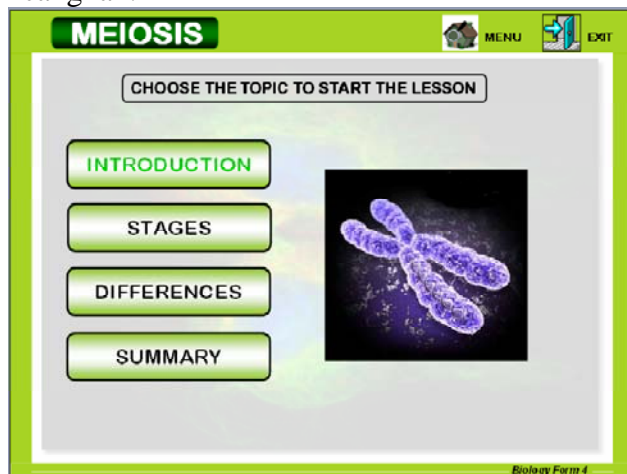 MEIOSIS
MENU
EXIT
CHOOSE THE TOPIC TO START THE LESSON
INTRODUCTION
STAGES
DIFFERENCES
SUMMARY
Biology Form 4